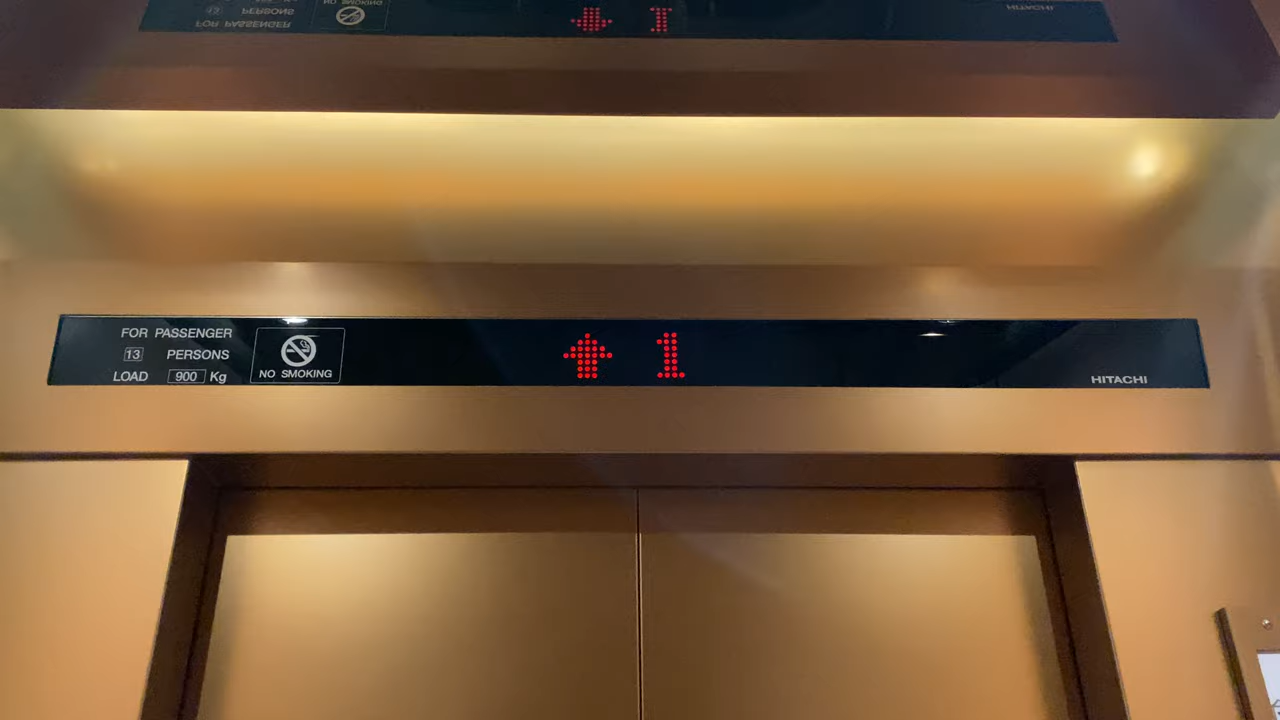 FOR PASSENGER
13 PERSONS
LOAD 900 Kg
NO SMOKING
1
HITACHI